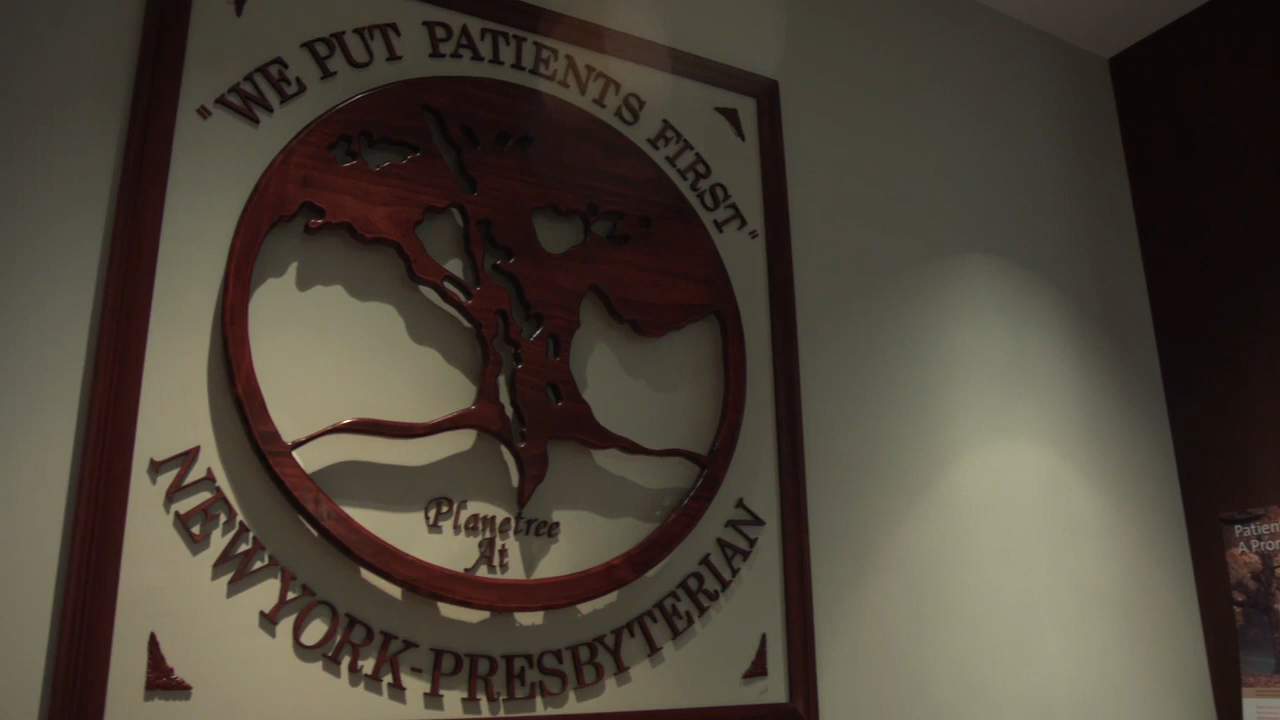 "WE PUT PATIENTS FIRST"
Planetree
At
NEWYORK-PRESBYTERIAN